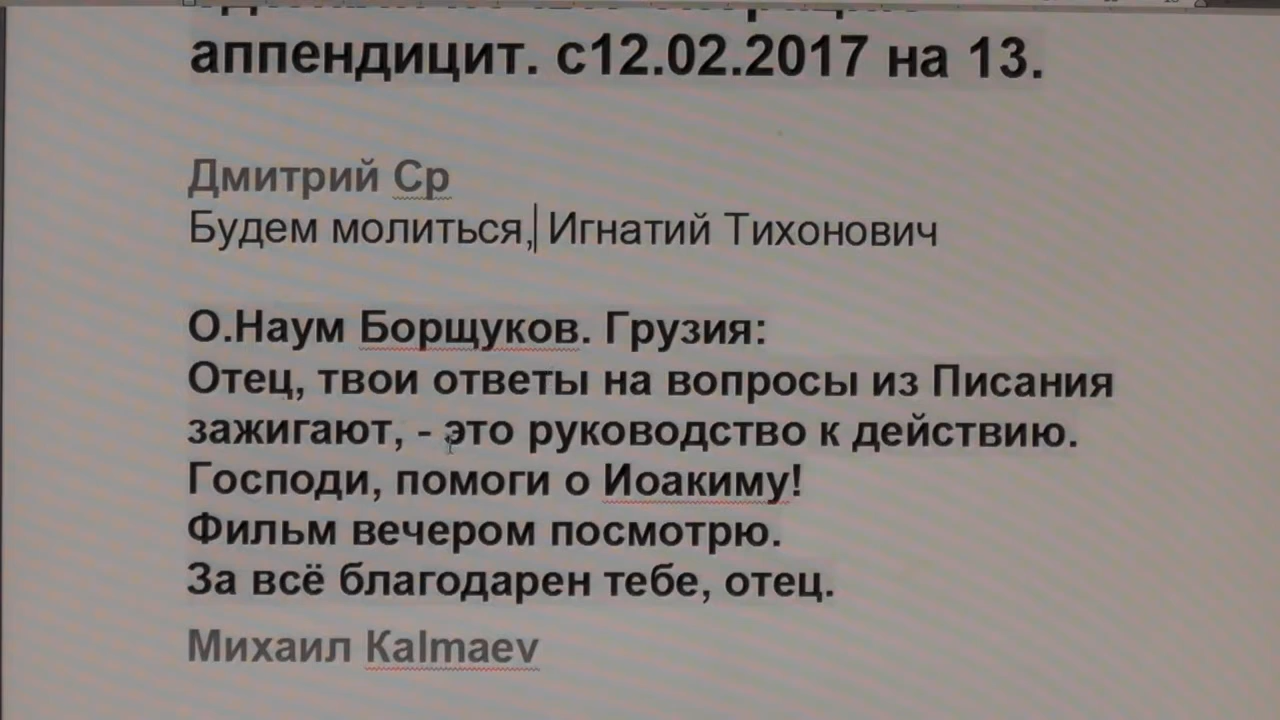 аппендицит. с12.02.2017 на 13.
Дмитрий Ср
Будем молиться, Игнатий Тихонович
О.Наум Борщуков. Грузия:
Отец, твои ответы на вопросы из Писания
зажигают, - это руководство к действию.
Господи, помоги о Иоакиму!
Фильм вечером посмотрю.
За всё благодарен тебе, отец.
Михаил Kalmaev